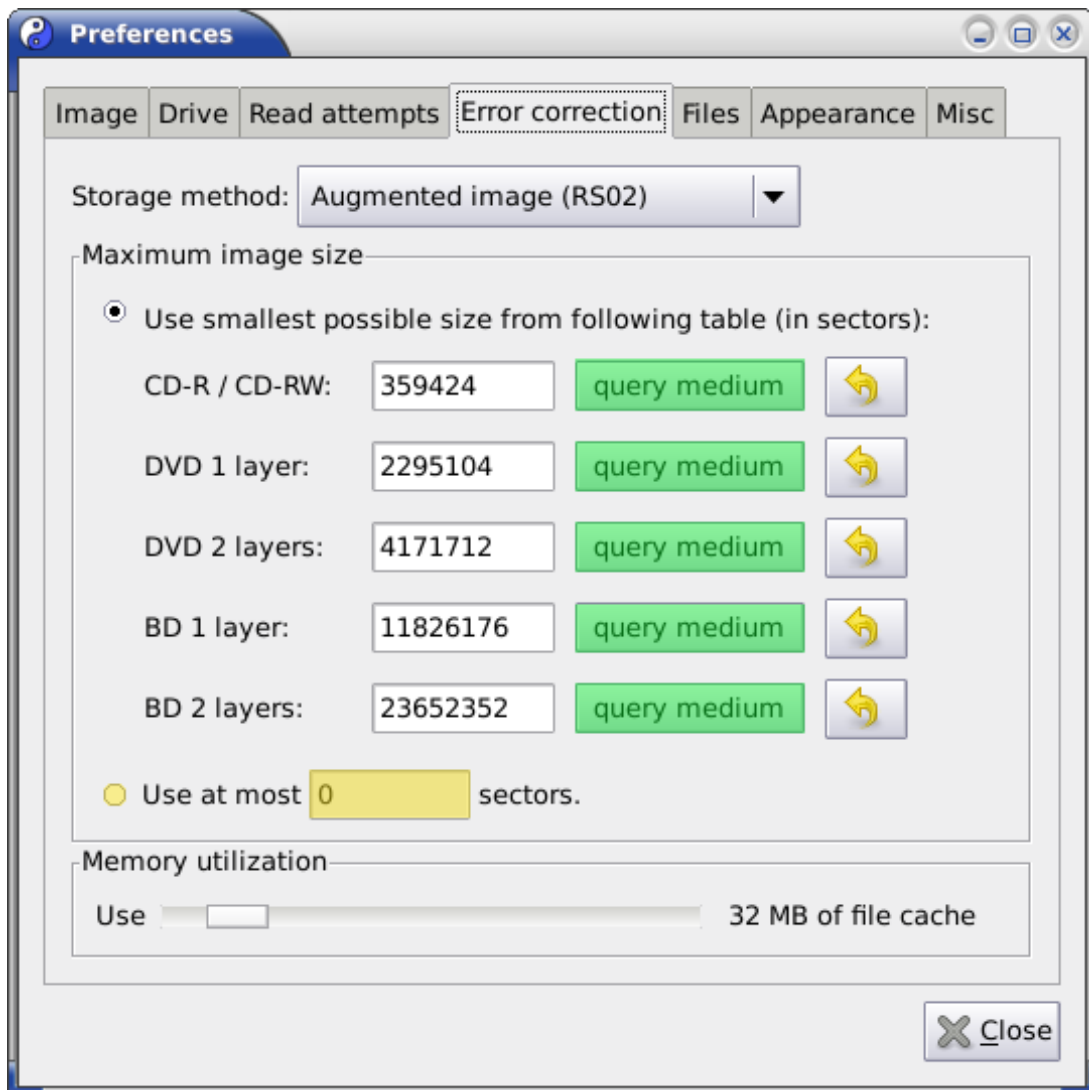 Preferences
Image Drive Read attempts Error correction Files Appearance Misc
Storage method: Augmented image (RS02)
Maximum image size
Use smallest possible size from following table (in sectors):
CD-R / CD-RW: 359424 query medium
DVD 1 layer: 2295104 query medium
DVD 2 layers: 4171712 query medium
BD 1 layer: 11826176 query medium
BD 2 layers: 23652352 query medium
Use at most 0 sectors.
Memory utilization
Use 32 MB of file cache
Close